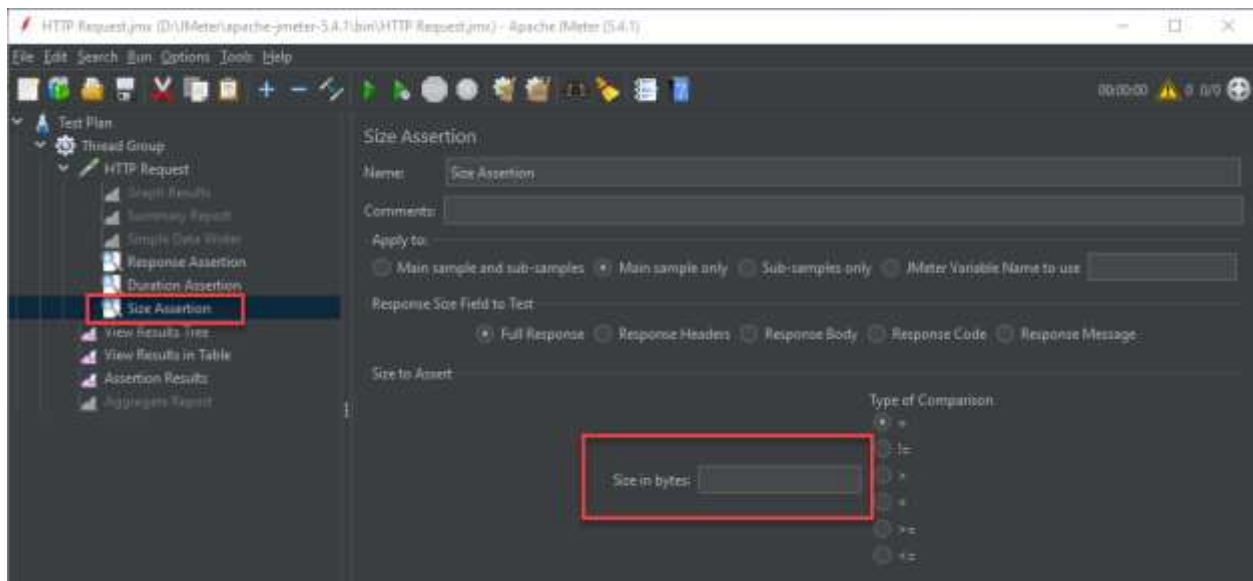 HTTP Request.jmx (D:\JMeter\apache-jmeter-5.4.1\bin\HTTP Request.jmx) - Apache JMeter (5.4.1)
File Edit Search Run Options Tools Help
00:00:00 0 0/0
Test Plan
Thread Group
HTTP Request
Graph Results
Summary Report
Simple Data Writer
Response Assertion
Duration Assertion
Size Assertion
View Results Tree
View Results in Table
Assertion Results
Aggregate Report
Size Assertion
Name: Size Assertion
Comments:
Apply to:
Main sample and sub-samples Main sample only Sub-samples only JMeter Variable Name to use
Response Size Field to Test
Full Response Response Headers Response Body Response Code Response Message
Size to Assert
Type of Comparison
=
!=
>
Size in bytes:
<
>=
<=